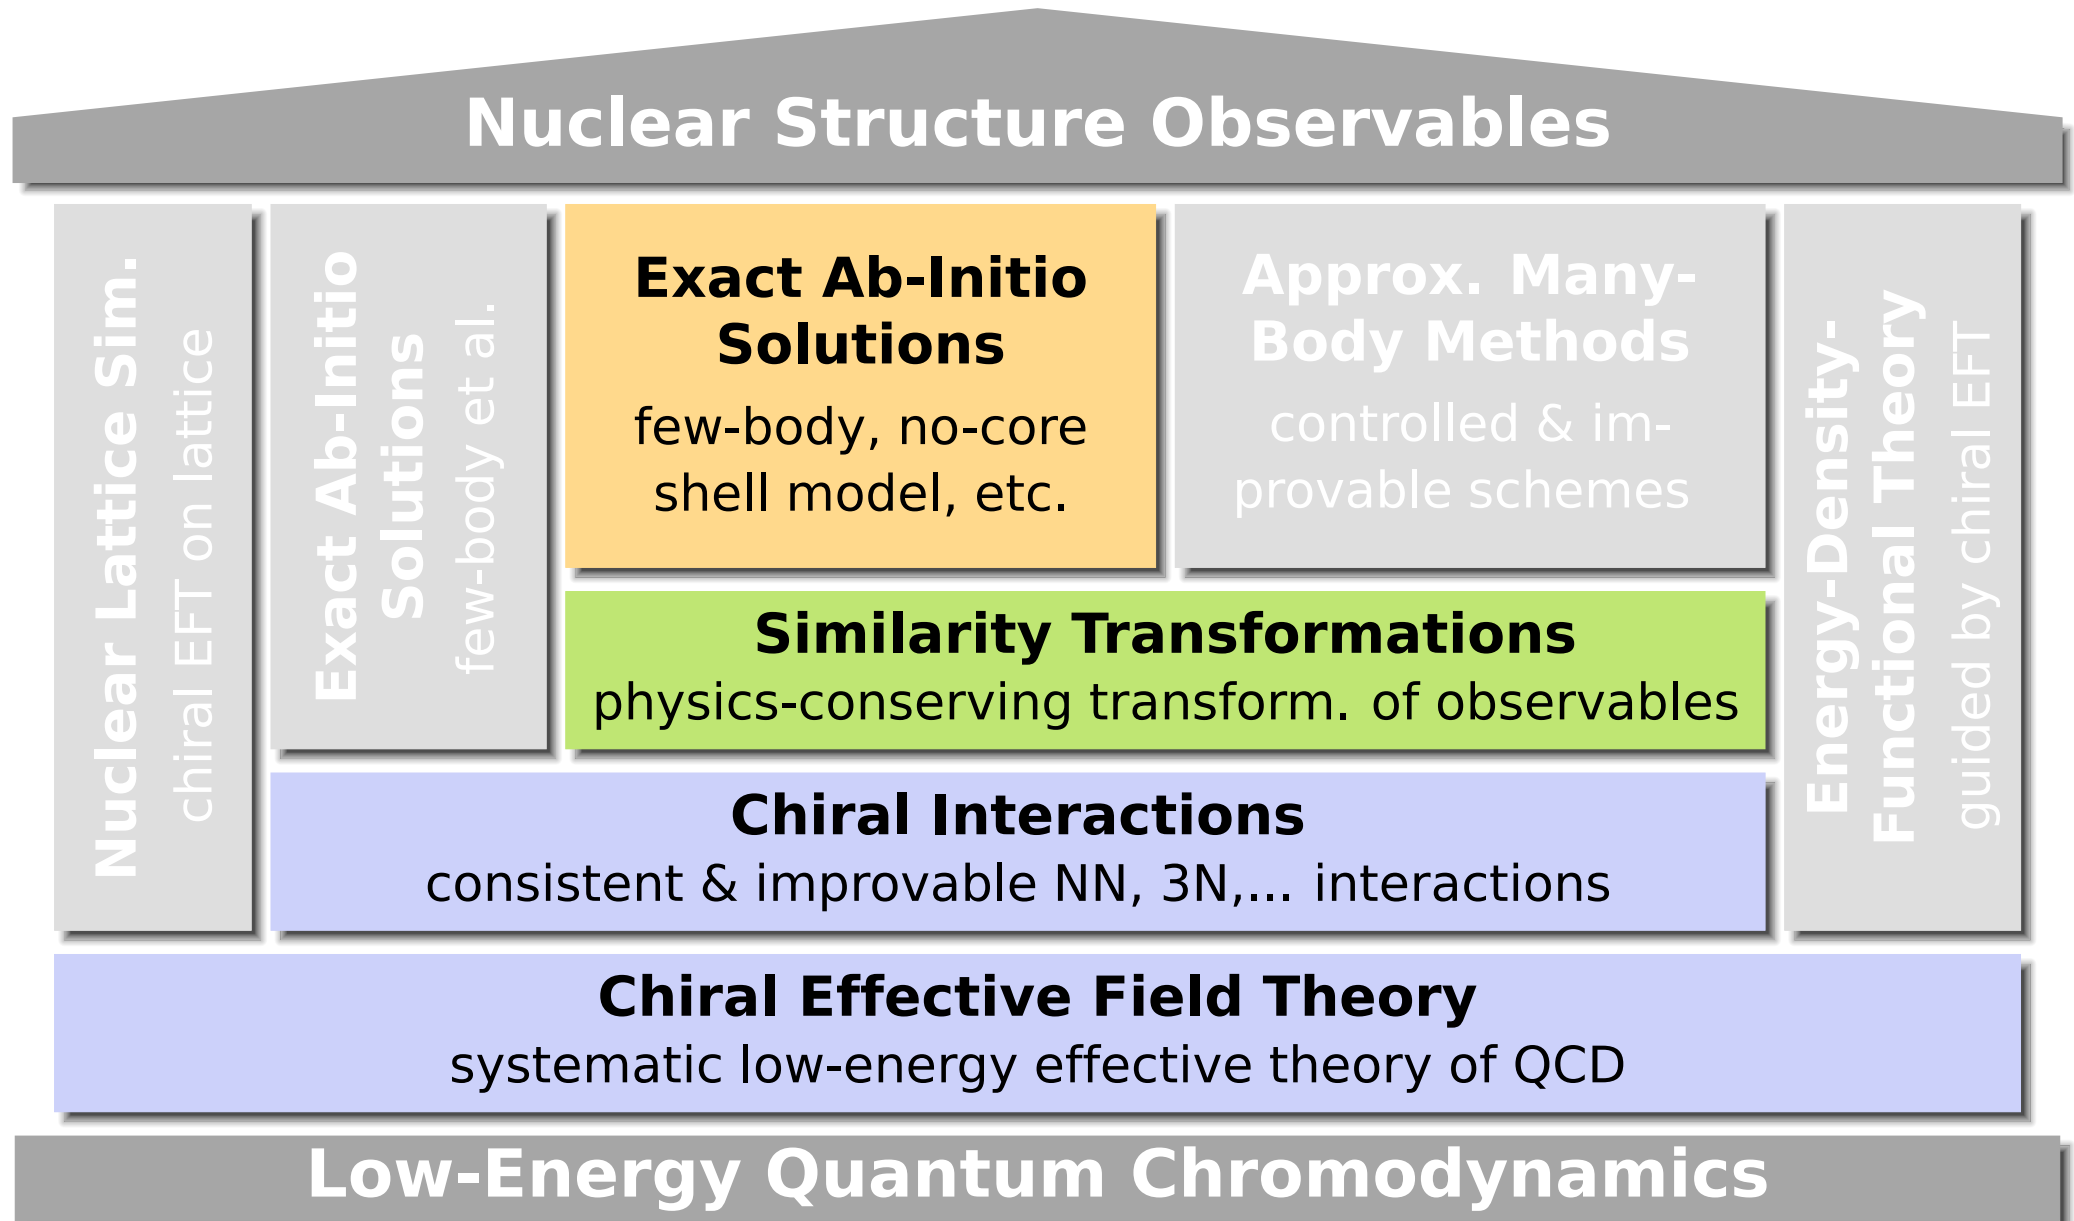 Nuclear Structure Observables
Nuclear Lattice Sim.
chiral EFT on lattice
Exact Ab-Initio
Solutions
few-body et al.
Exact Ab-Initio
Solutions
few-body, no-core
shell model, etc.
Approx. Many-
Body Methods
controlled & im-
provable schemes
Energy-Density-
Functional Theory
guided by chiral EFT
Similarity Transformations
physics-conserving transform. of observables
Chiral Interactions
consistent & improvable NN, 3N,... interactions
Chiral Effective Field Theory
systematic low-energy effective theory of QCD
Low-Energy Quantum Chromodynamics